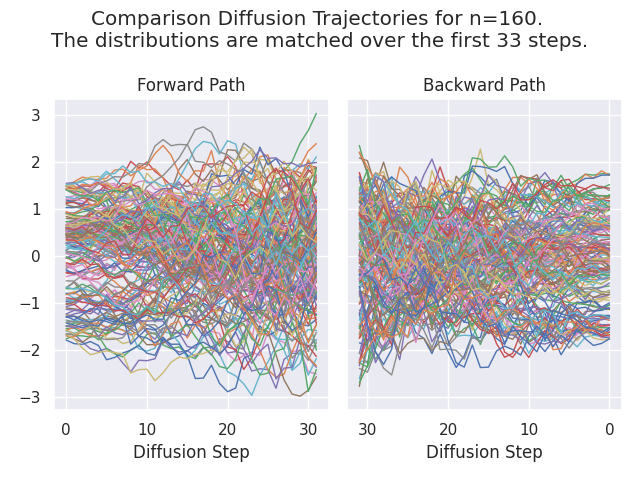 Comparison Diffusion Trajectories for n=160.
The distributions are matched over the first 33 steps.
Forward Path
Backward Path
3
2
1
0
−1
−2
−3
0 10 20 30
30 20 10 0
Diffusion Step
Diffusion Step